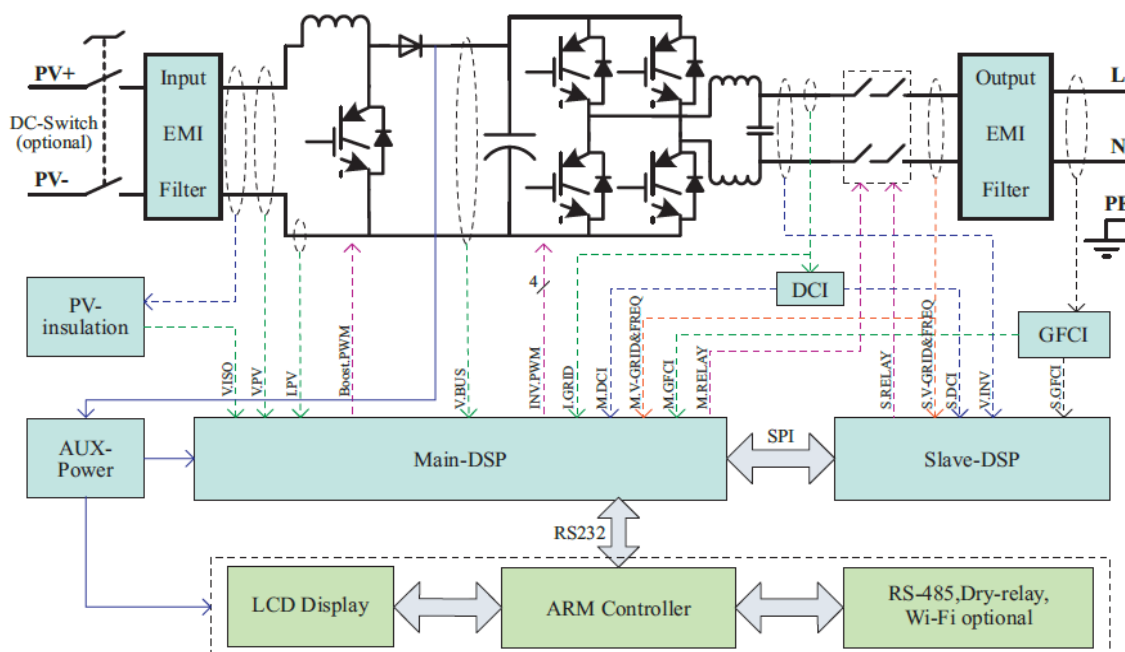 PV+
DC-Switch
(optional)
PV-
Input
EMI
Filter
Output
EMI
Filter
L
N
PE
PV-
insulation
4
DCI
GFCI
V.ISO
V.PV
I.PV
Boost.PWM
V.BUS
INV.PWM
I.GRID
M.DCI
M.V-GRID&FREQ
M.GFCI
M.RELAY
S.RELAY
S.V-GRID&FREQ
S.DCI
V.INV
S.GFCI
AUX-
Power
Main-DSP
SPI
Slave-DSP
RS232
LCD Display
ARM Controller
RS-485,Dry-relay,
Wi-Fi optional